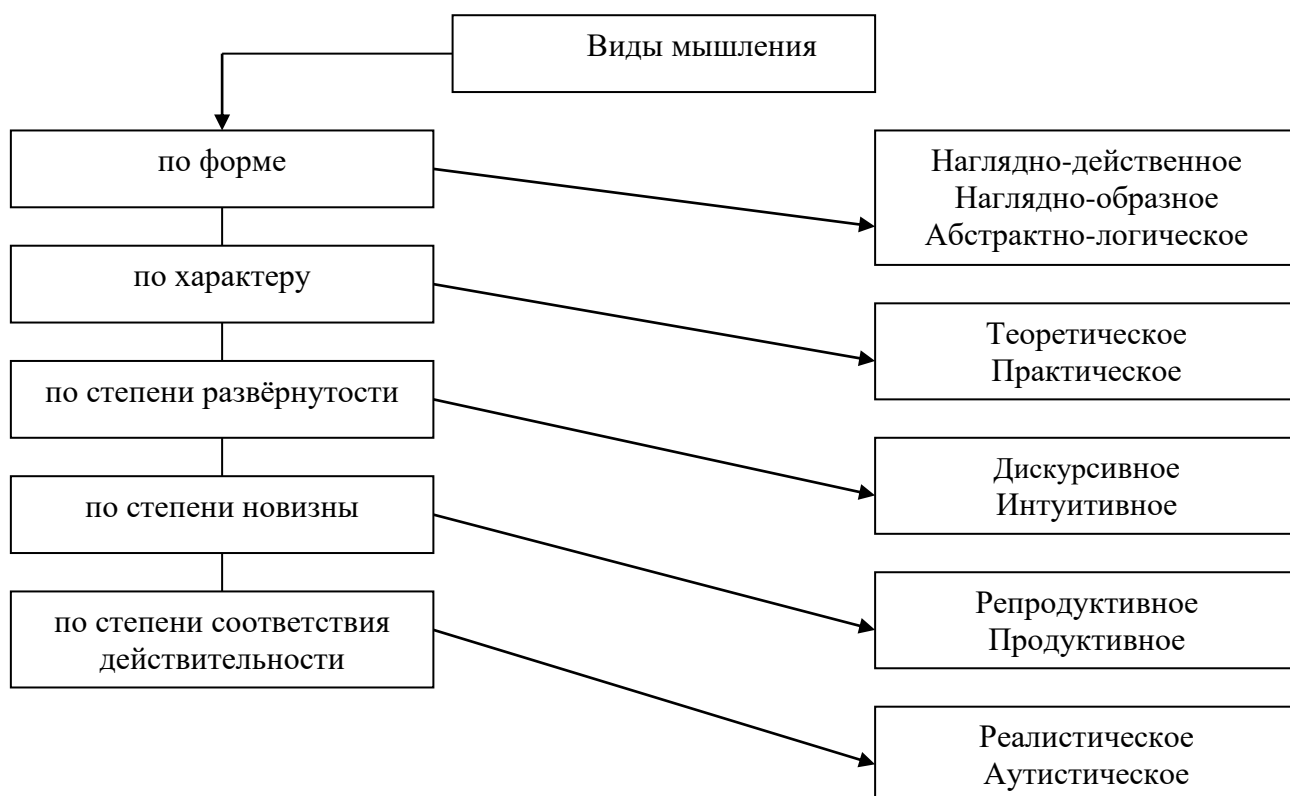 Виды мышления
по форме
Наглядно-действенное
Наглядно-образное
Абстрактно-логическое
по характеру
Теоретическое
Практическое
по степени развёрнутости
Дискурсивное
Интуитивное
по степени новизны
Репродуктивное
Продуктивное
по степени соответствия
действительности
Реалистическое
Аутистическое